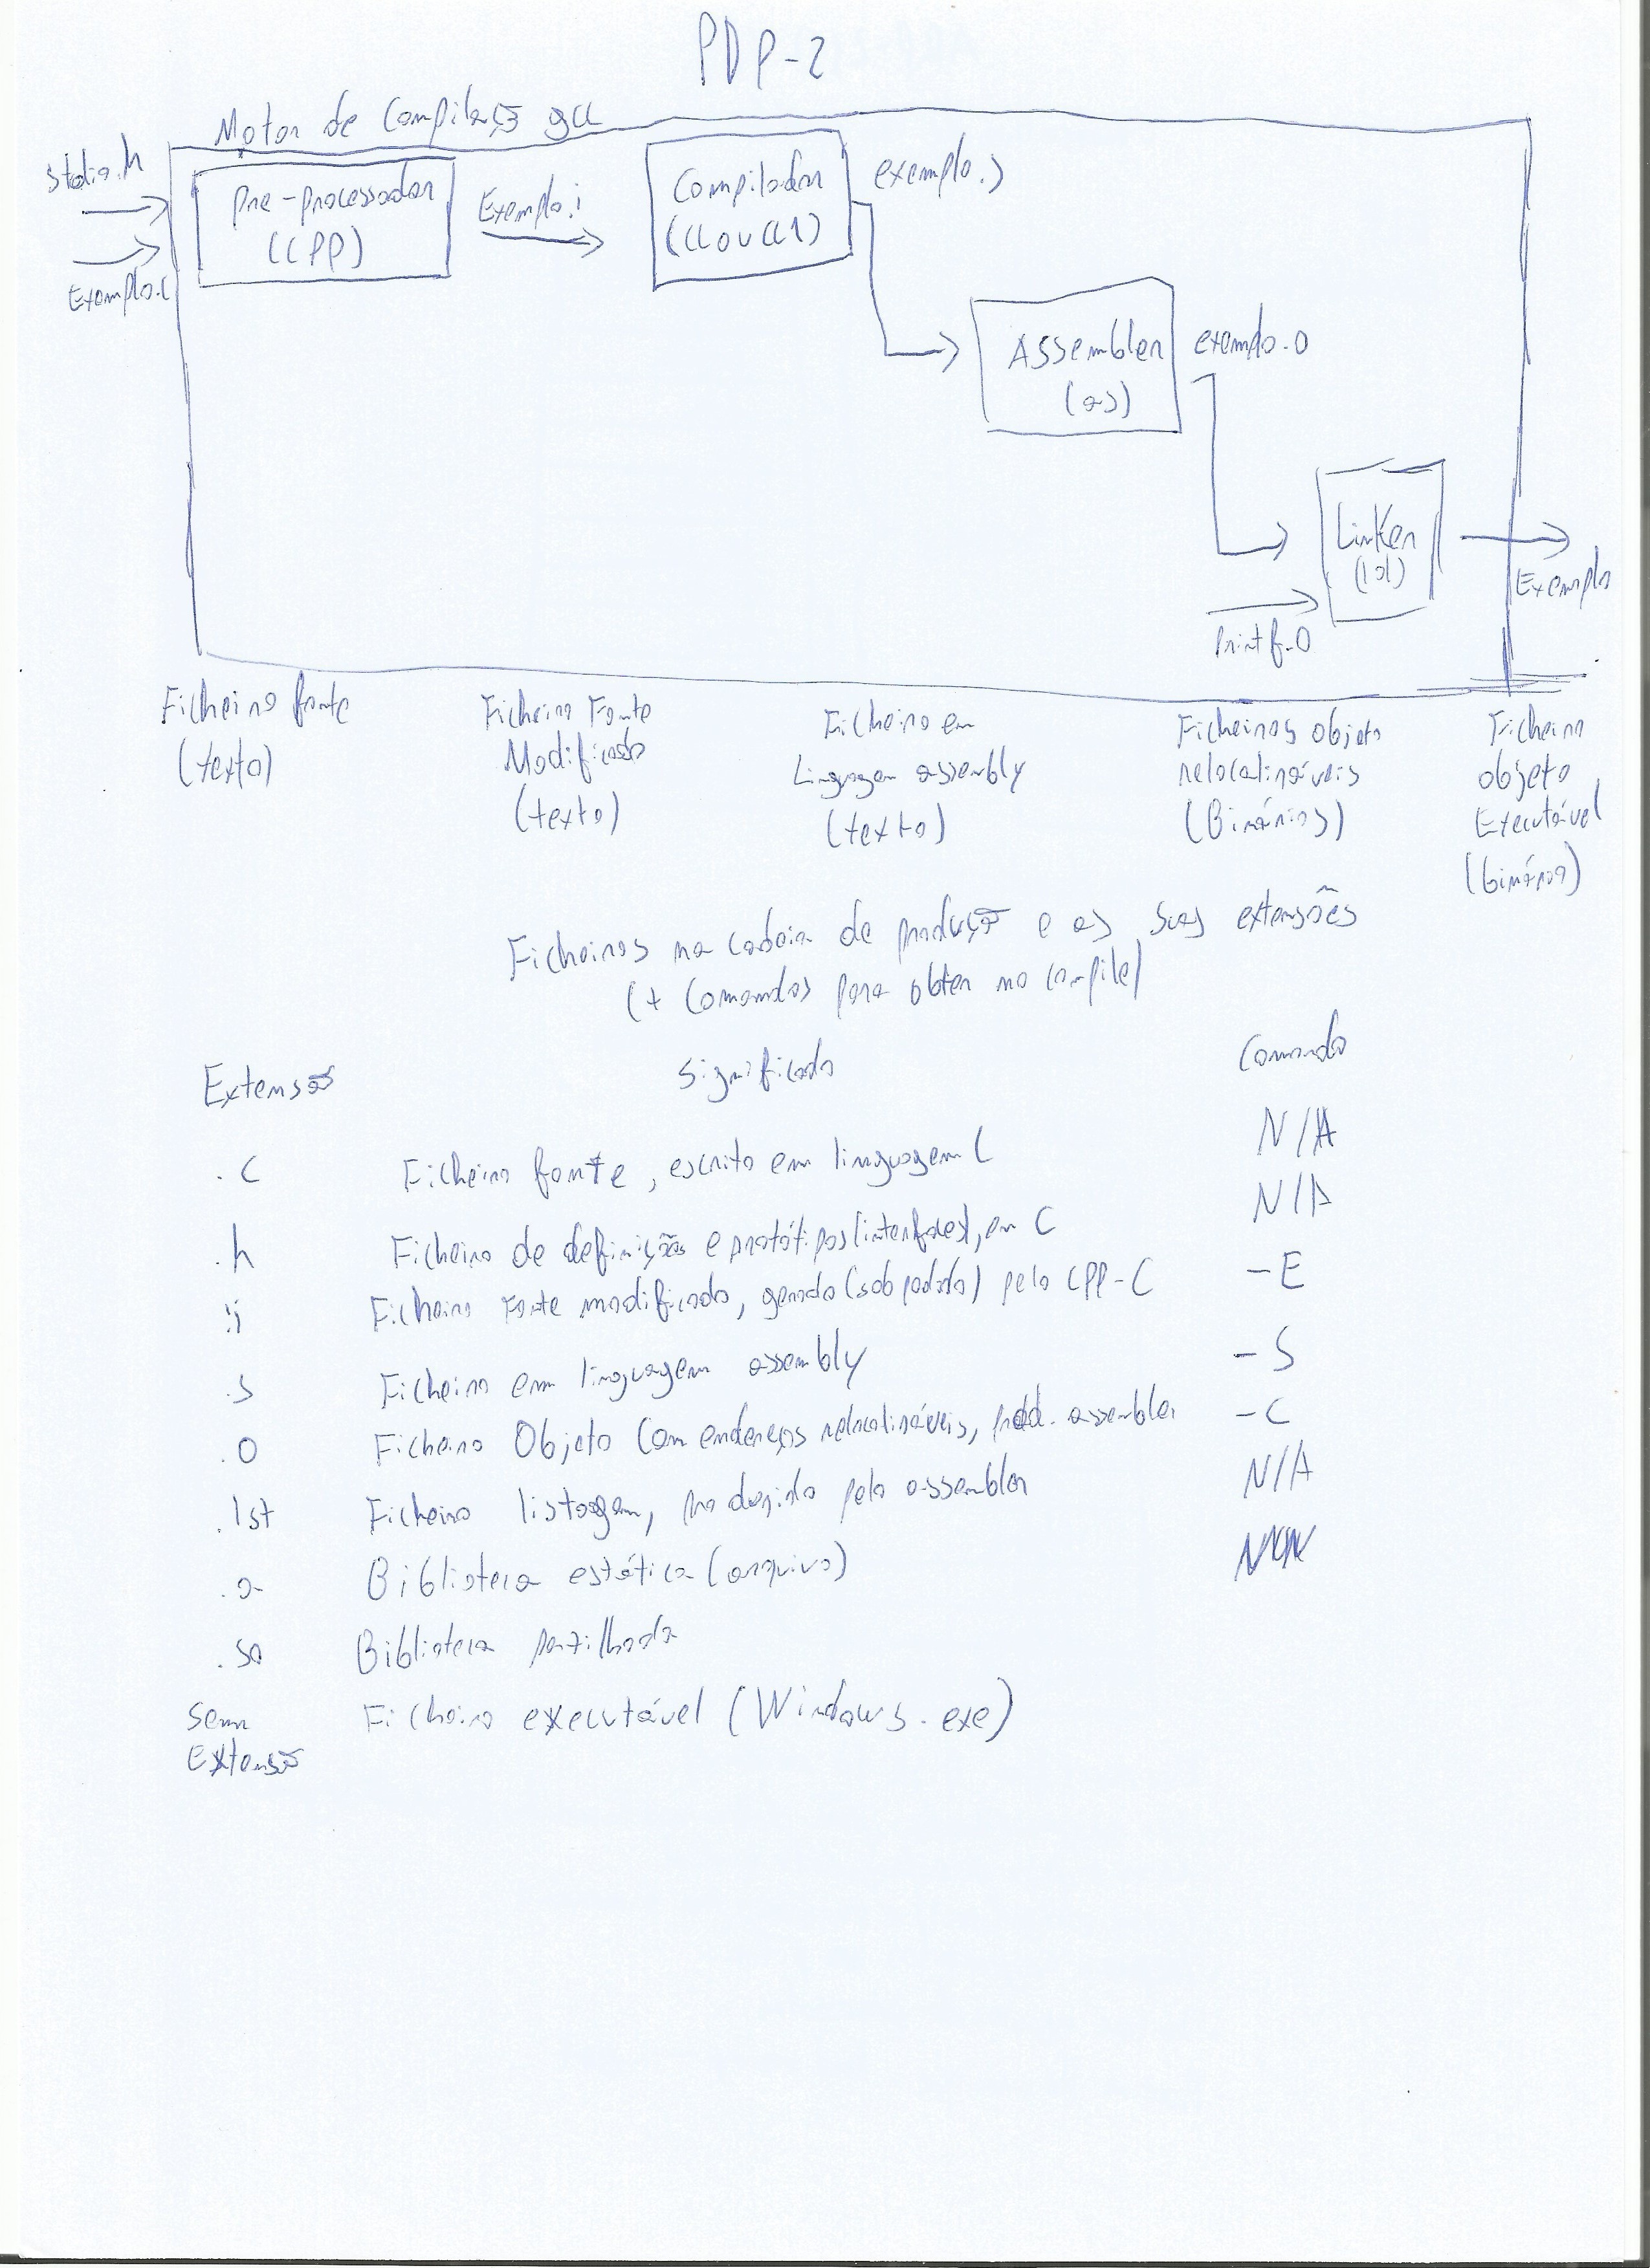 PDP-2
Motor de Compilação gcc
stdio.h
Exemplo.c
Pre-processador
(CPP)
Exemplo.i
Compilador
(cc ou cc1)
exemplo.s
Assembler
(as)
exemplo.o
Linker
(ld)
Printf.o
Exemplo
Ficheiro fonte
(texto)
Ficheiro Fonte
Modificado
(texto)
Ficheiro em
Linguagem assembly
(texto)
Ficheiros objeto
relocalizáveis
(Binários)
Ficheiro
objeto
Executável
(binário)
Ficheiros na cadeia de produção e as suas extensões
(+ Comandos para obter no compile)
Extensão Significado Comando
.c Ficheiro fonte, escrito em linguagem C N/A
.h Ficheiro de definições e protótipos (interfaces), em C N/A
.i Ficheiro Fonte modificado, gerado (sob pedido) pelo CPP-C -E
.s Ficheiro em linguagem assembly -S
.o Ficheiro Objeto com endereços relocalizáveis, prod. assembler -C
.lst Ficheiro listagem, produzido pelo assembler N/A
.a Biblioteca estática (arquivo)
.so Biblioteca partilhada
Sem Ficheiro executável (Windows .exe)
Extensão